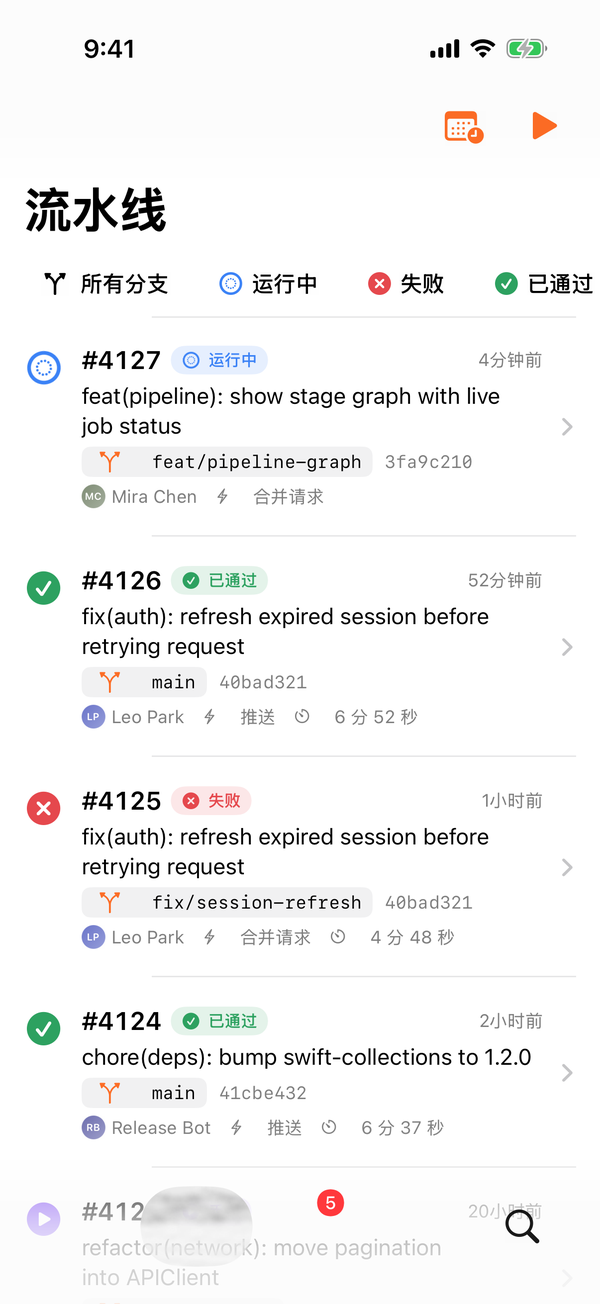 9:41
流水线
所有分支 运行中 失败 已通过
#4127 运行中 4分钟前
feat(pipeline): show stage graph with live
job status
feat/pipeline-graph 3fa9c210
MC Mira Chen 合并请求
#4126 已通过 52分钟前
fix(auth): refresh expired session before
retrying request
main 40bad321
LP Leo Park 推送 6 分 52 秒
#4125 失败 1小时前
fix(auth): refresh expired session before
retrying request
fix/session-refresh 40bad321
LP Leo Park 合并请求 4 分 48 秒
#4124 已通过 2小时前
chore(deps): bump swift-collections to 1.2.0
main 41cbe432
RB Release Bot 推送 6 分 37 秒
#412 5 20小时前
refactor(network): move pagination
into APIClient